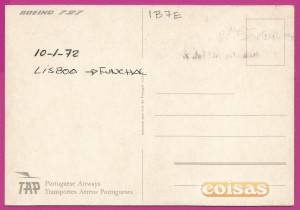 BOEING 727
1B7E
10-1-72
LISBOA → FUNCHAL
TAP
Portuguese Airways
Transportes Aéreos Portugueses
coisas